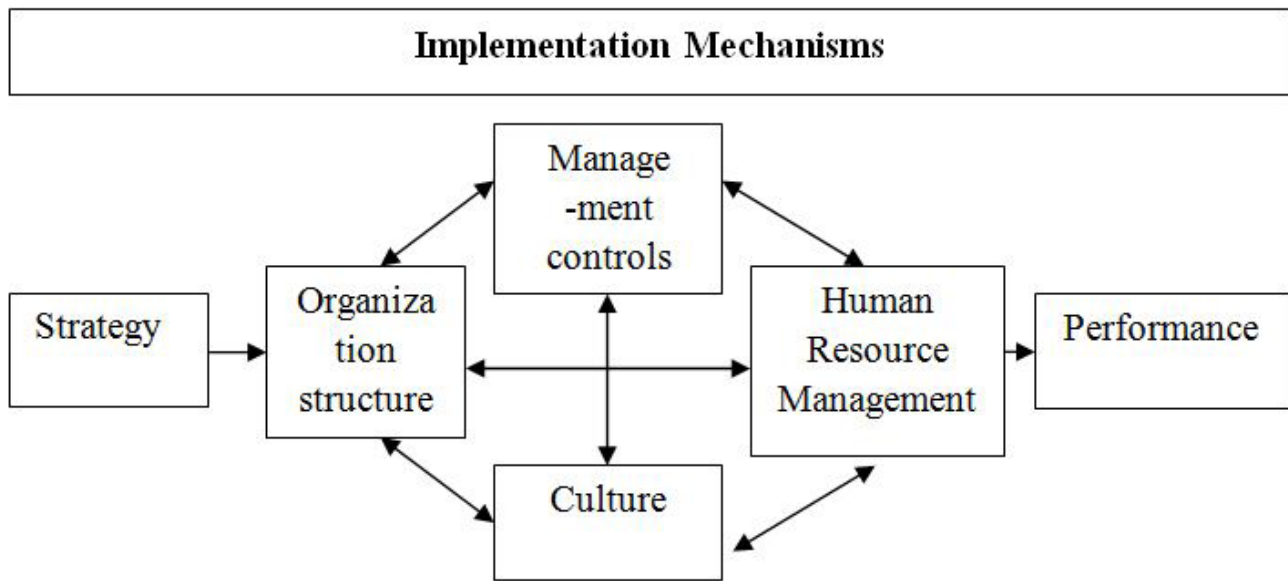 Implementation Mechanisms
Manage
-ment
controls
Strategy
Organiza
tion
structure
Human
Resource
Management
Performance
Culture